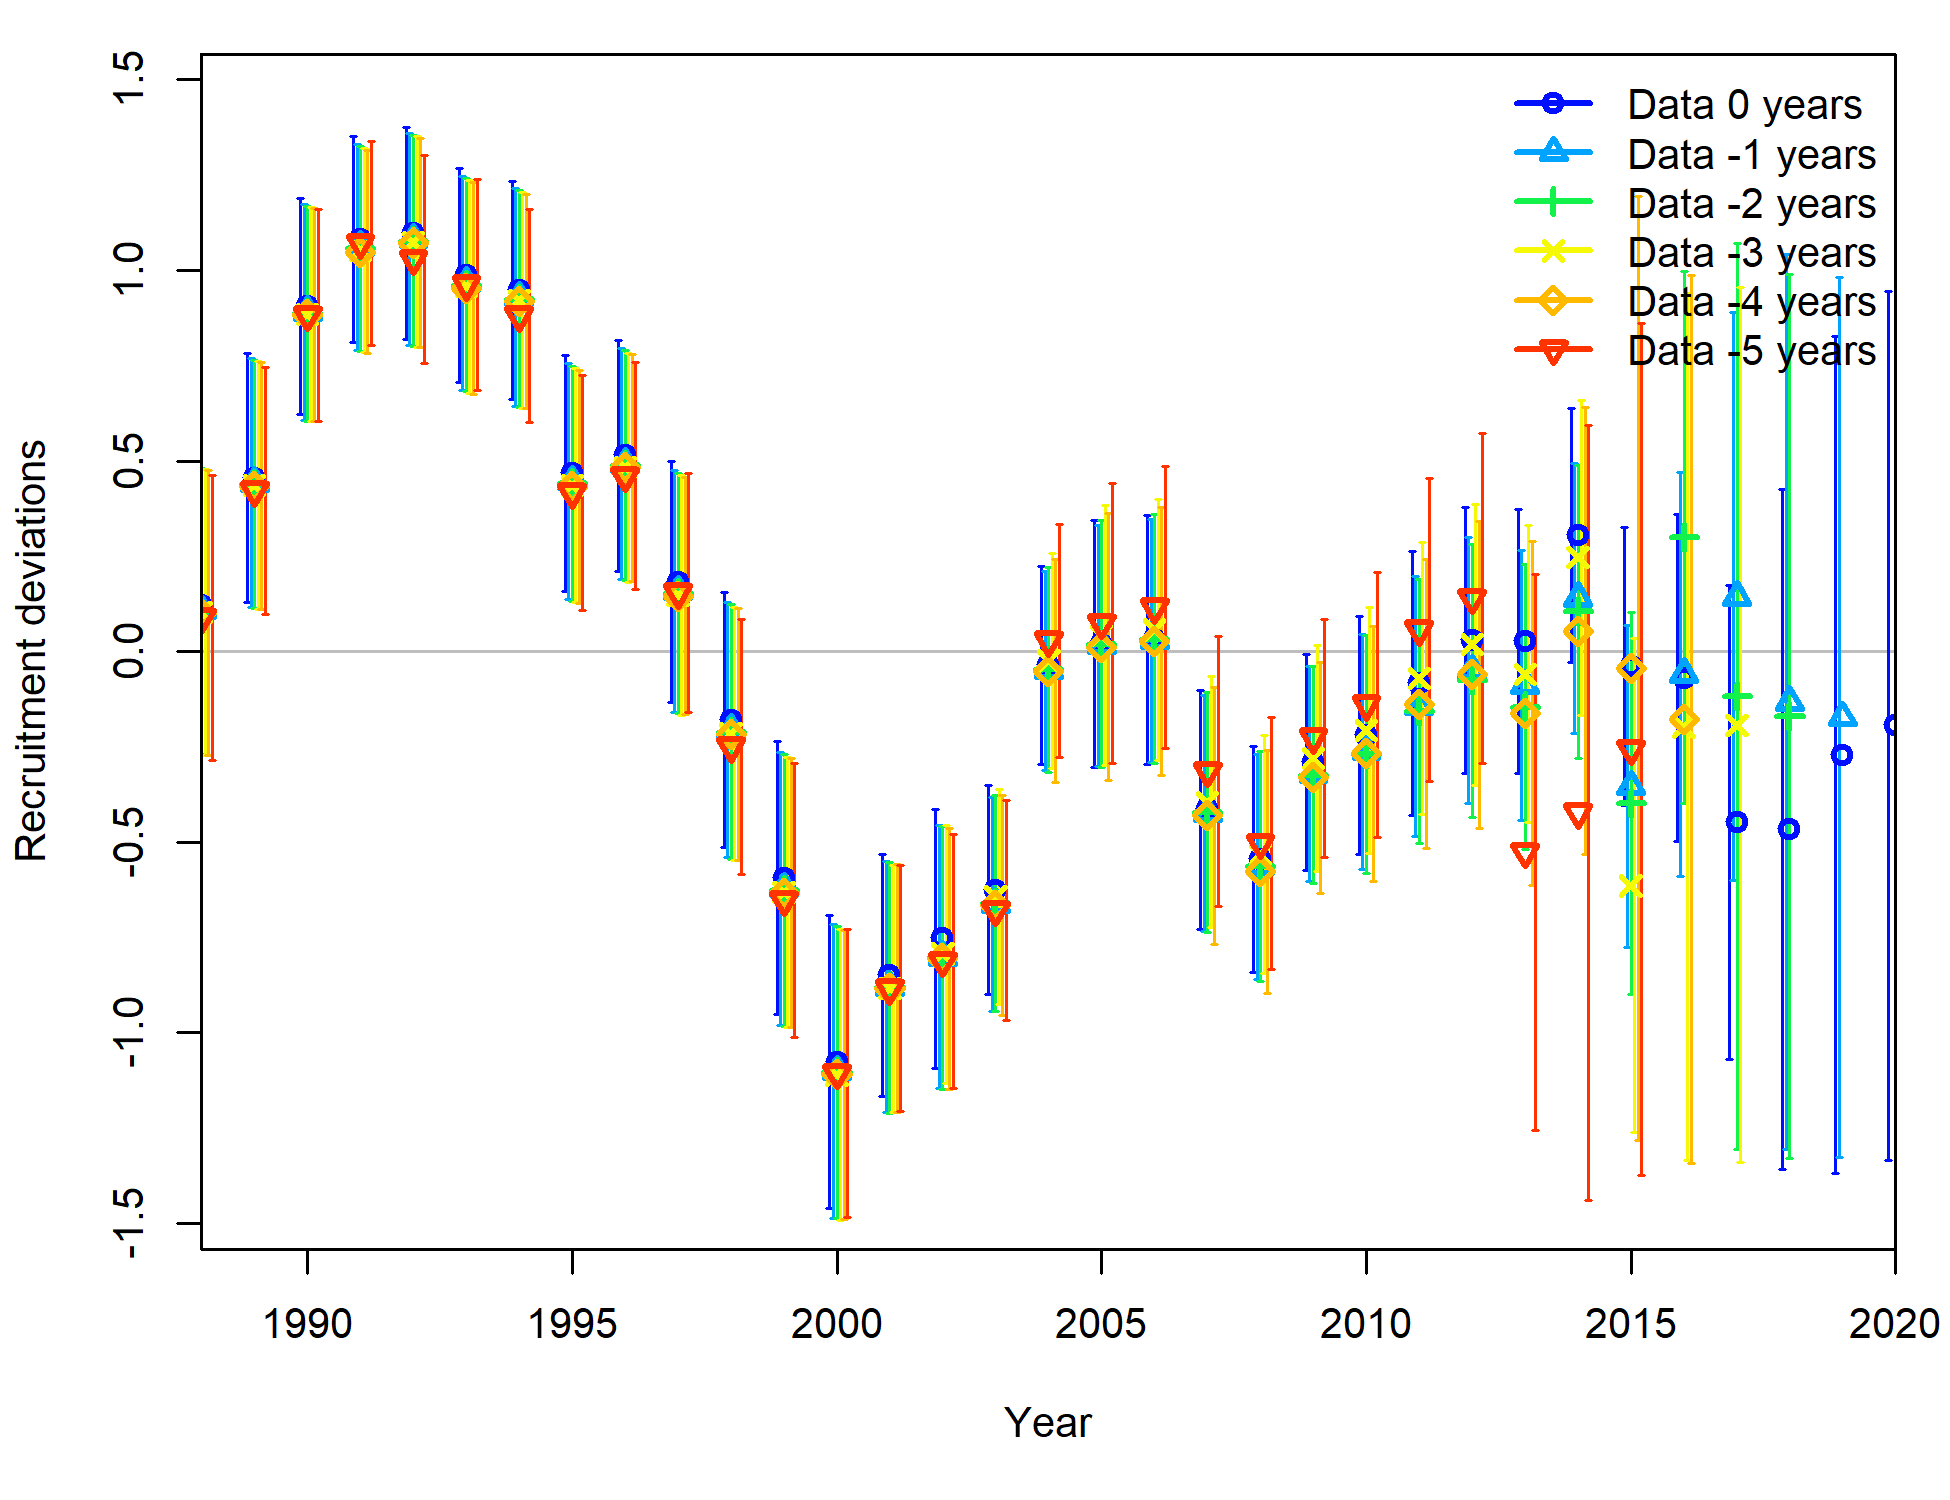 1.5
1.0
0.5
0.0
-0.5
-1.0
-1.5
Recruitment deviations
Data 0 years
Data -1 years
Data -2 years
Data -3 years
Data -4 years
Data -5 years
1990 1995 2000 2005 2010 2015 2020
Year